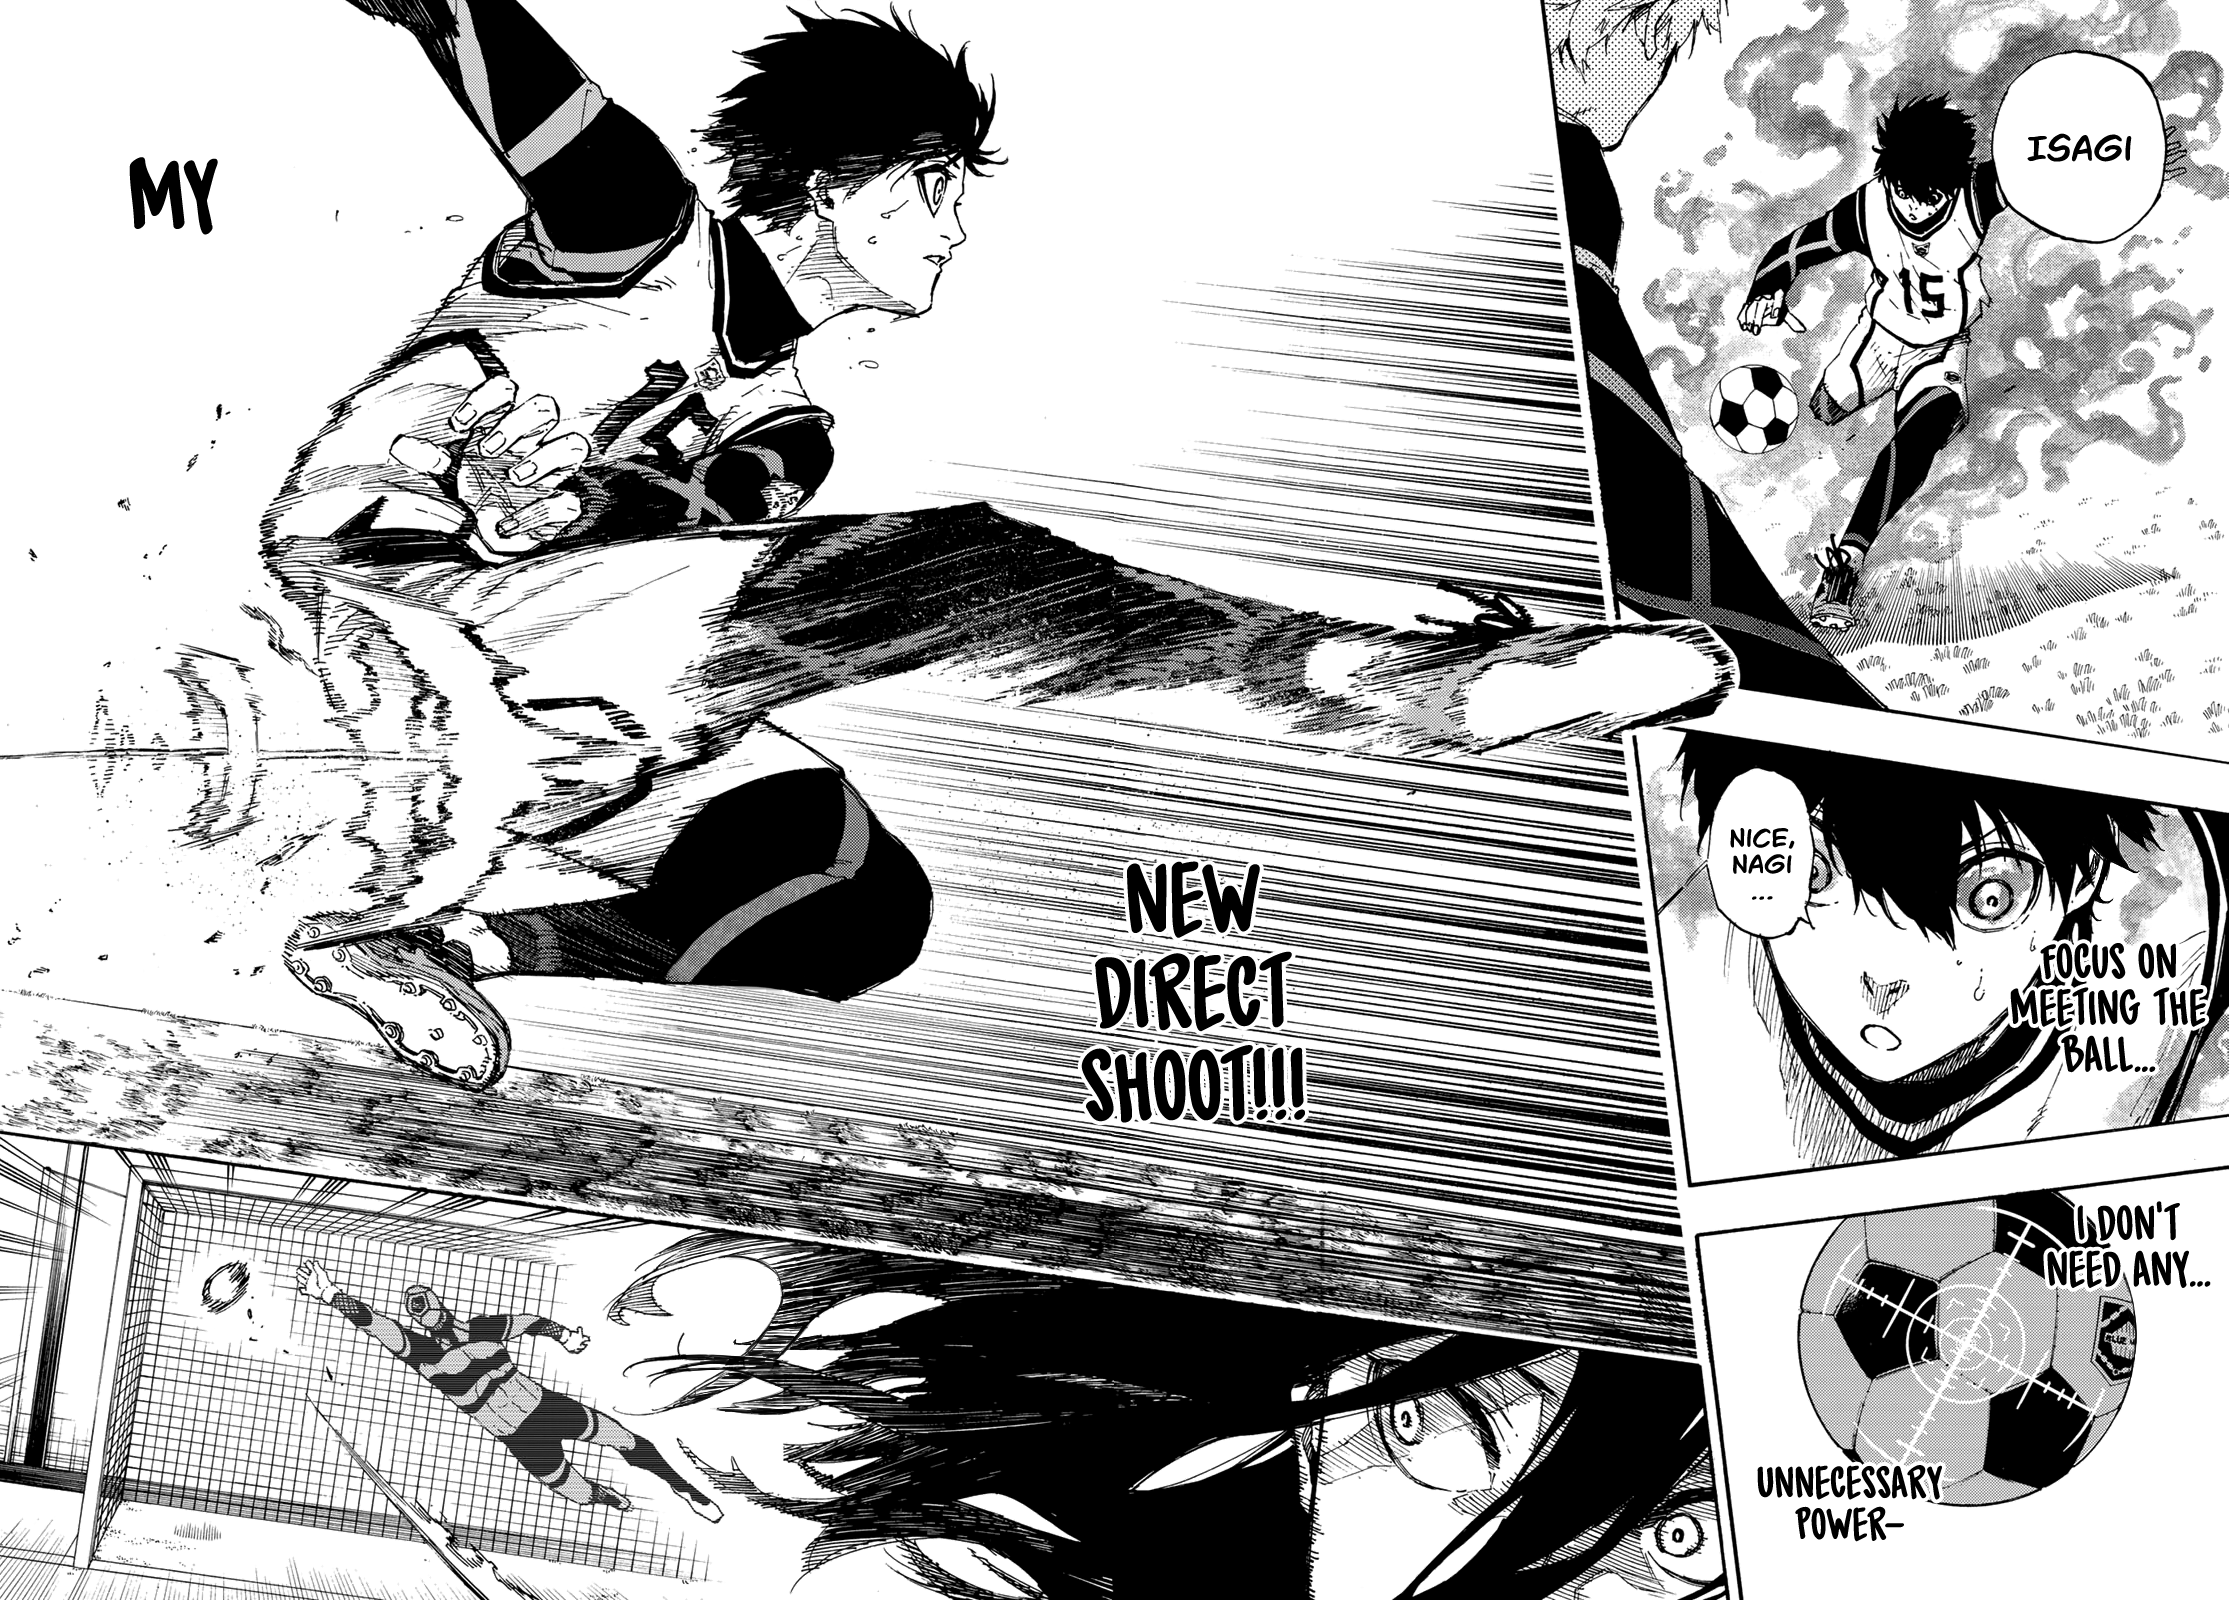 ISAGI
15
NICE,
NAGI
...
FOCUS ON
MEETING THE
BALL...
I DON'T
NEED ANY...
UNNECESSARY
POWER–
MY
NEW
DIRECT
SHOOT!!!